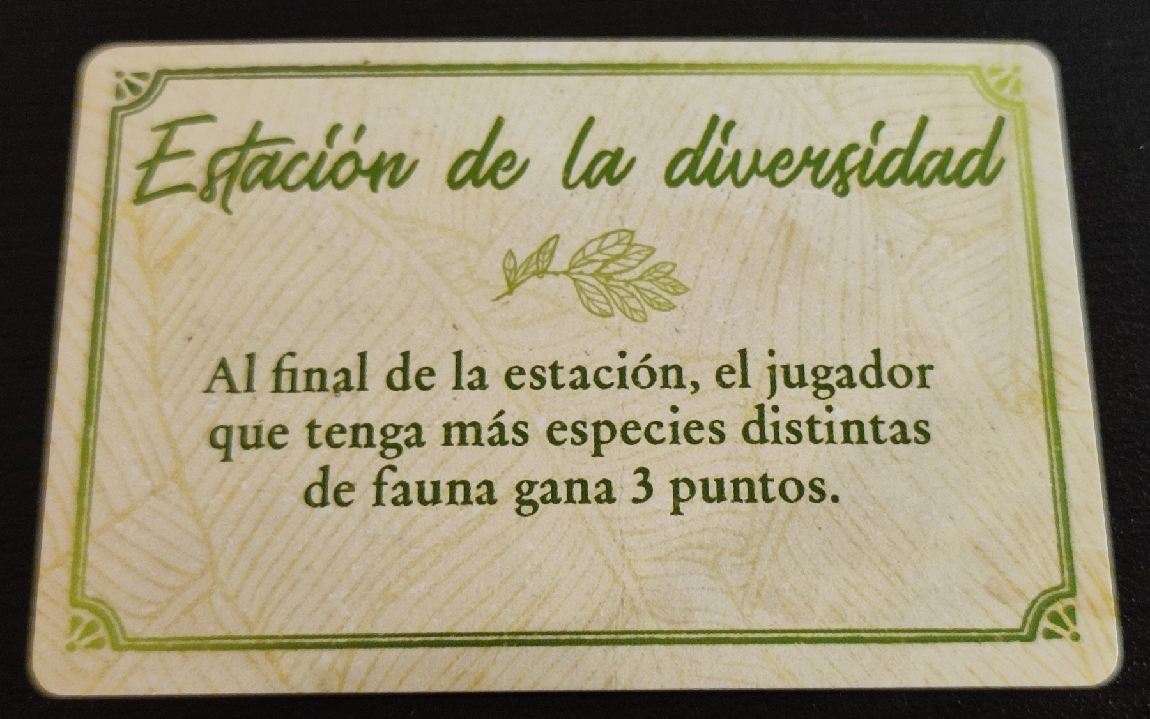 Estación de la diversidad
Al final de la estación, el jugador
que tenga más especies distintas
de fauna gana 3 puntos.